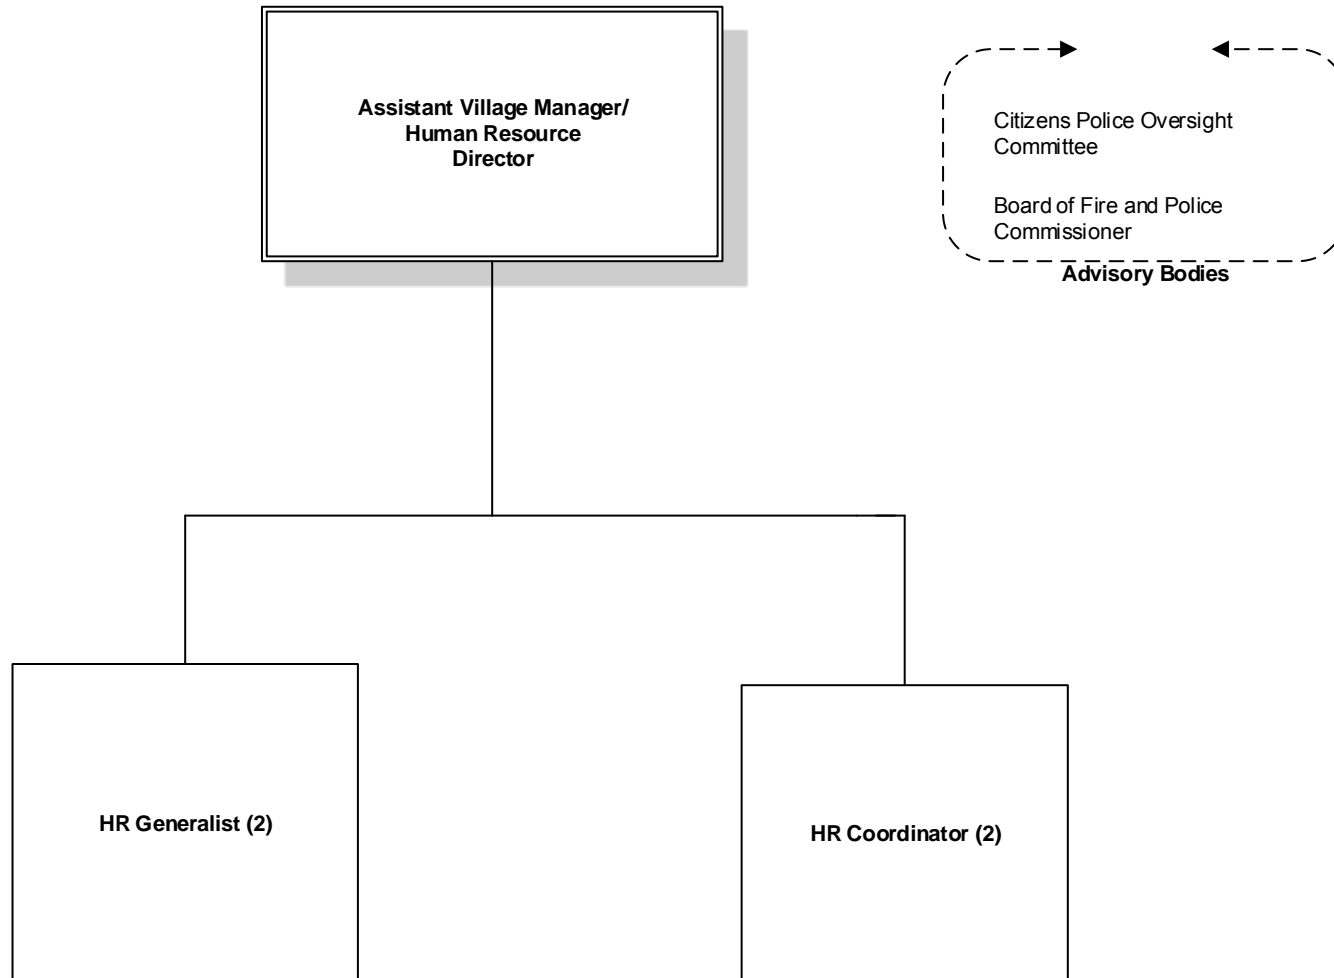 Assistant Village Manager/
Human Resource
Director
Citizens Police Oversight
Committee
Board of Fire and Police
Commissioner
Advisory Bodies
HR Generalist (2)
HR Coordinator (2)